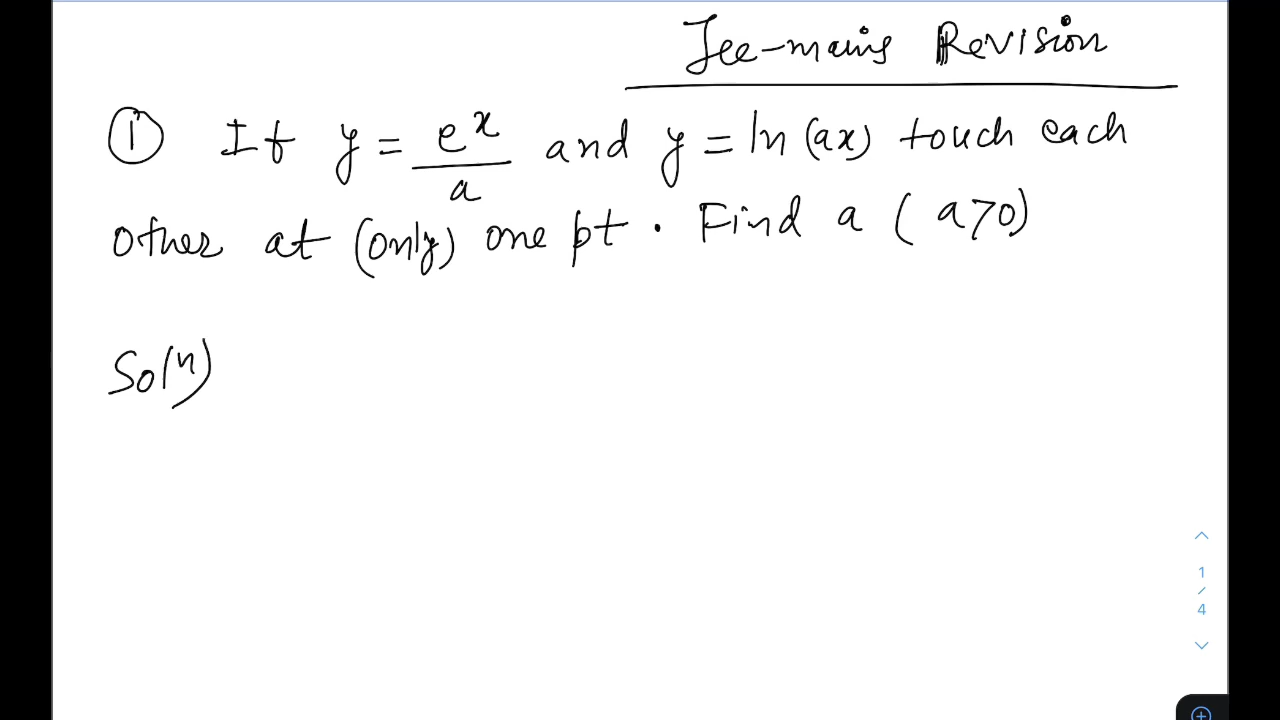 Jee-mains Revision
① If y = e^x/a and y = ln (ax) touch each
other at (only) one pt. Find a ( a>0)
Sol^n)
1
/
4